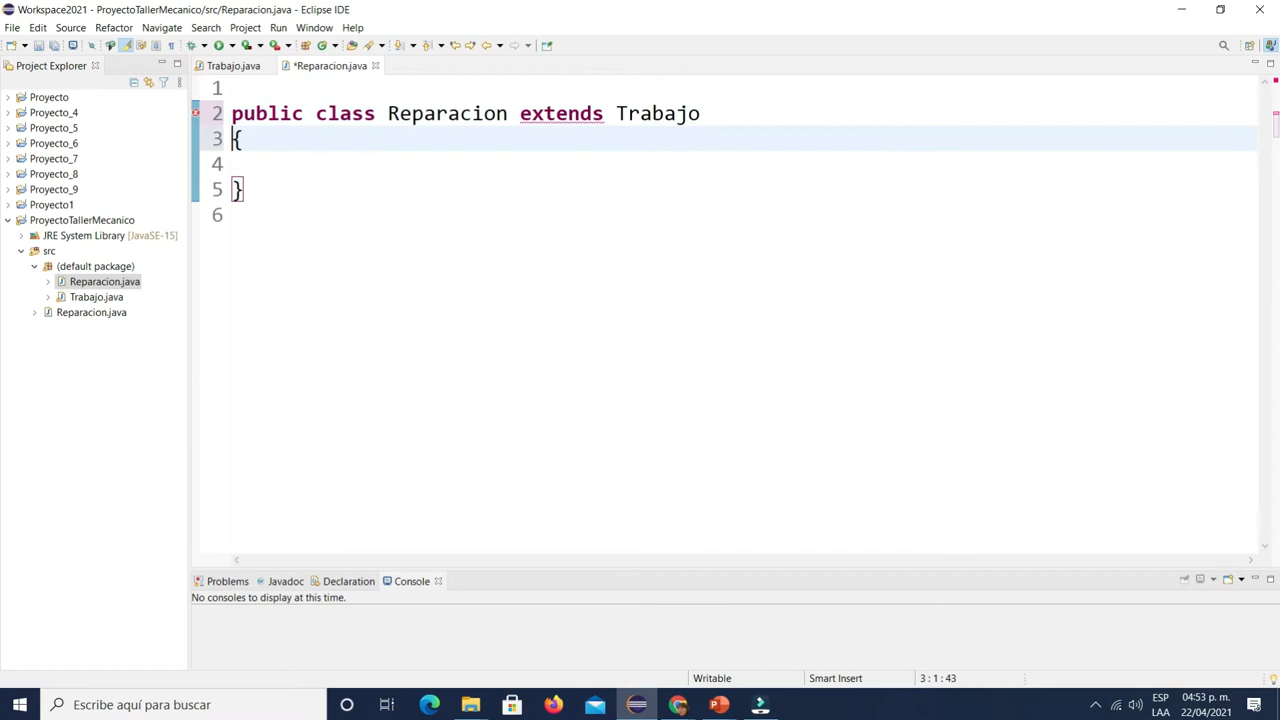 Workspace2021 - ProyectoTallerMecanico/src/Reparacion.java - Eclipse IDE
File Edit Source Refactor Navigate Search Project Run Window Help
Project Explorer
Trabajo.java
*Reparacion.java
Proyecto
Proyecto_4
Proyecto_5
Proyecto_6
Proyecto_7
Proyecto_8
Proyecto_9
Proyecto1
ProyectoTallerMecanico
JRE System Library [JavaSE-15]
src
(default package)
Reparacion.java
Trabajo.java
Reparacion.java
1
2 public class Reparacion extends Trabajo
3 {
4
5 }
6
Problems Javadoc Declaration Console
No consoles to display at this time.
Writable Smart Insert 3 : 1 : 43
Escribe aquí para buscar
ESP 04:53 p. m.
LAA 22/04/2021